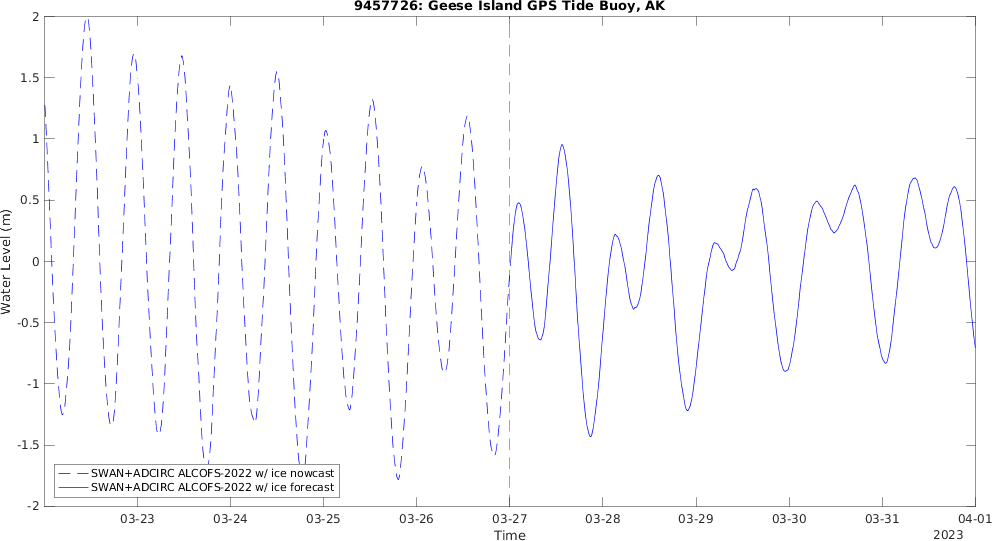 9457726: Geese Island GPS Tide Buoy, AK
2
1.5
1
0.5
0
-0.5
-1
-1.5
-2
Water Level (m)
SWAN+ADCIRC ALCOFS-2022 w/ ice nowcast
SWAN+ADCIRC ALCOFS-2022 w/ ice forecast
03-23 03-24 03-25 03-26 03-27 03-28 03-29 03-30 03-31 04-01
Time
2023